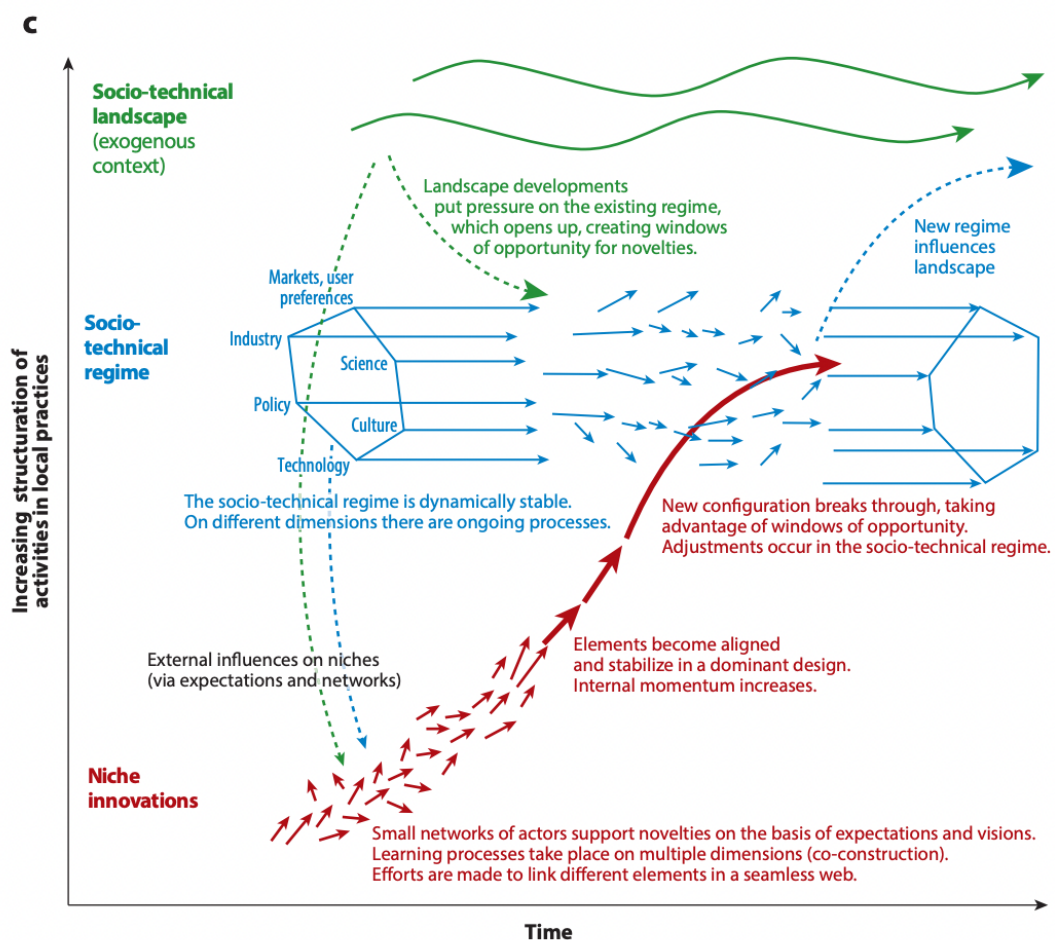 c
Socio-technical
landscape
(exogenous
context)
Landscape developments
put pressure on the existing regime,
which opens up, creating windows
of opportunity for novelties.
New regime
influences
landscape
Markets, user
preferences
Socio-
technical
regime
Industry
Science
Policy
Culture
Technology
Increasing structuration of
activities in local practices
The socio-technical regime is dynamically stable.
On different dimensions there are ongoing processes.
New configuration breaks through, taking
advantage of windows of opportunity.
Adjustments occur in the socio-technical regime.
External influences on niches
(via expectations and networks)
Elements become aligned
and stabilize in a dominant design.
Internal momentum increases.
Niche
innovations
Small networks of actors support novelties on the basis of expectations and visions.
Learning processes take place on multiple dimensions (co-construction).
Efforts are made to link different elements in a seamless web.
Time